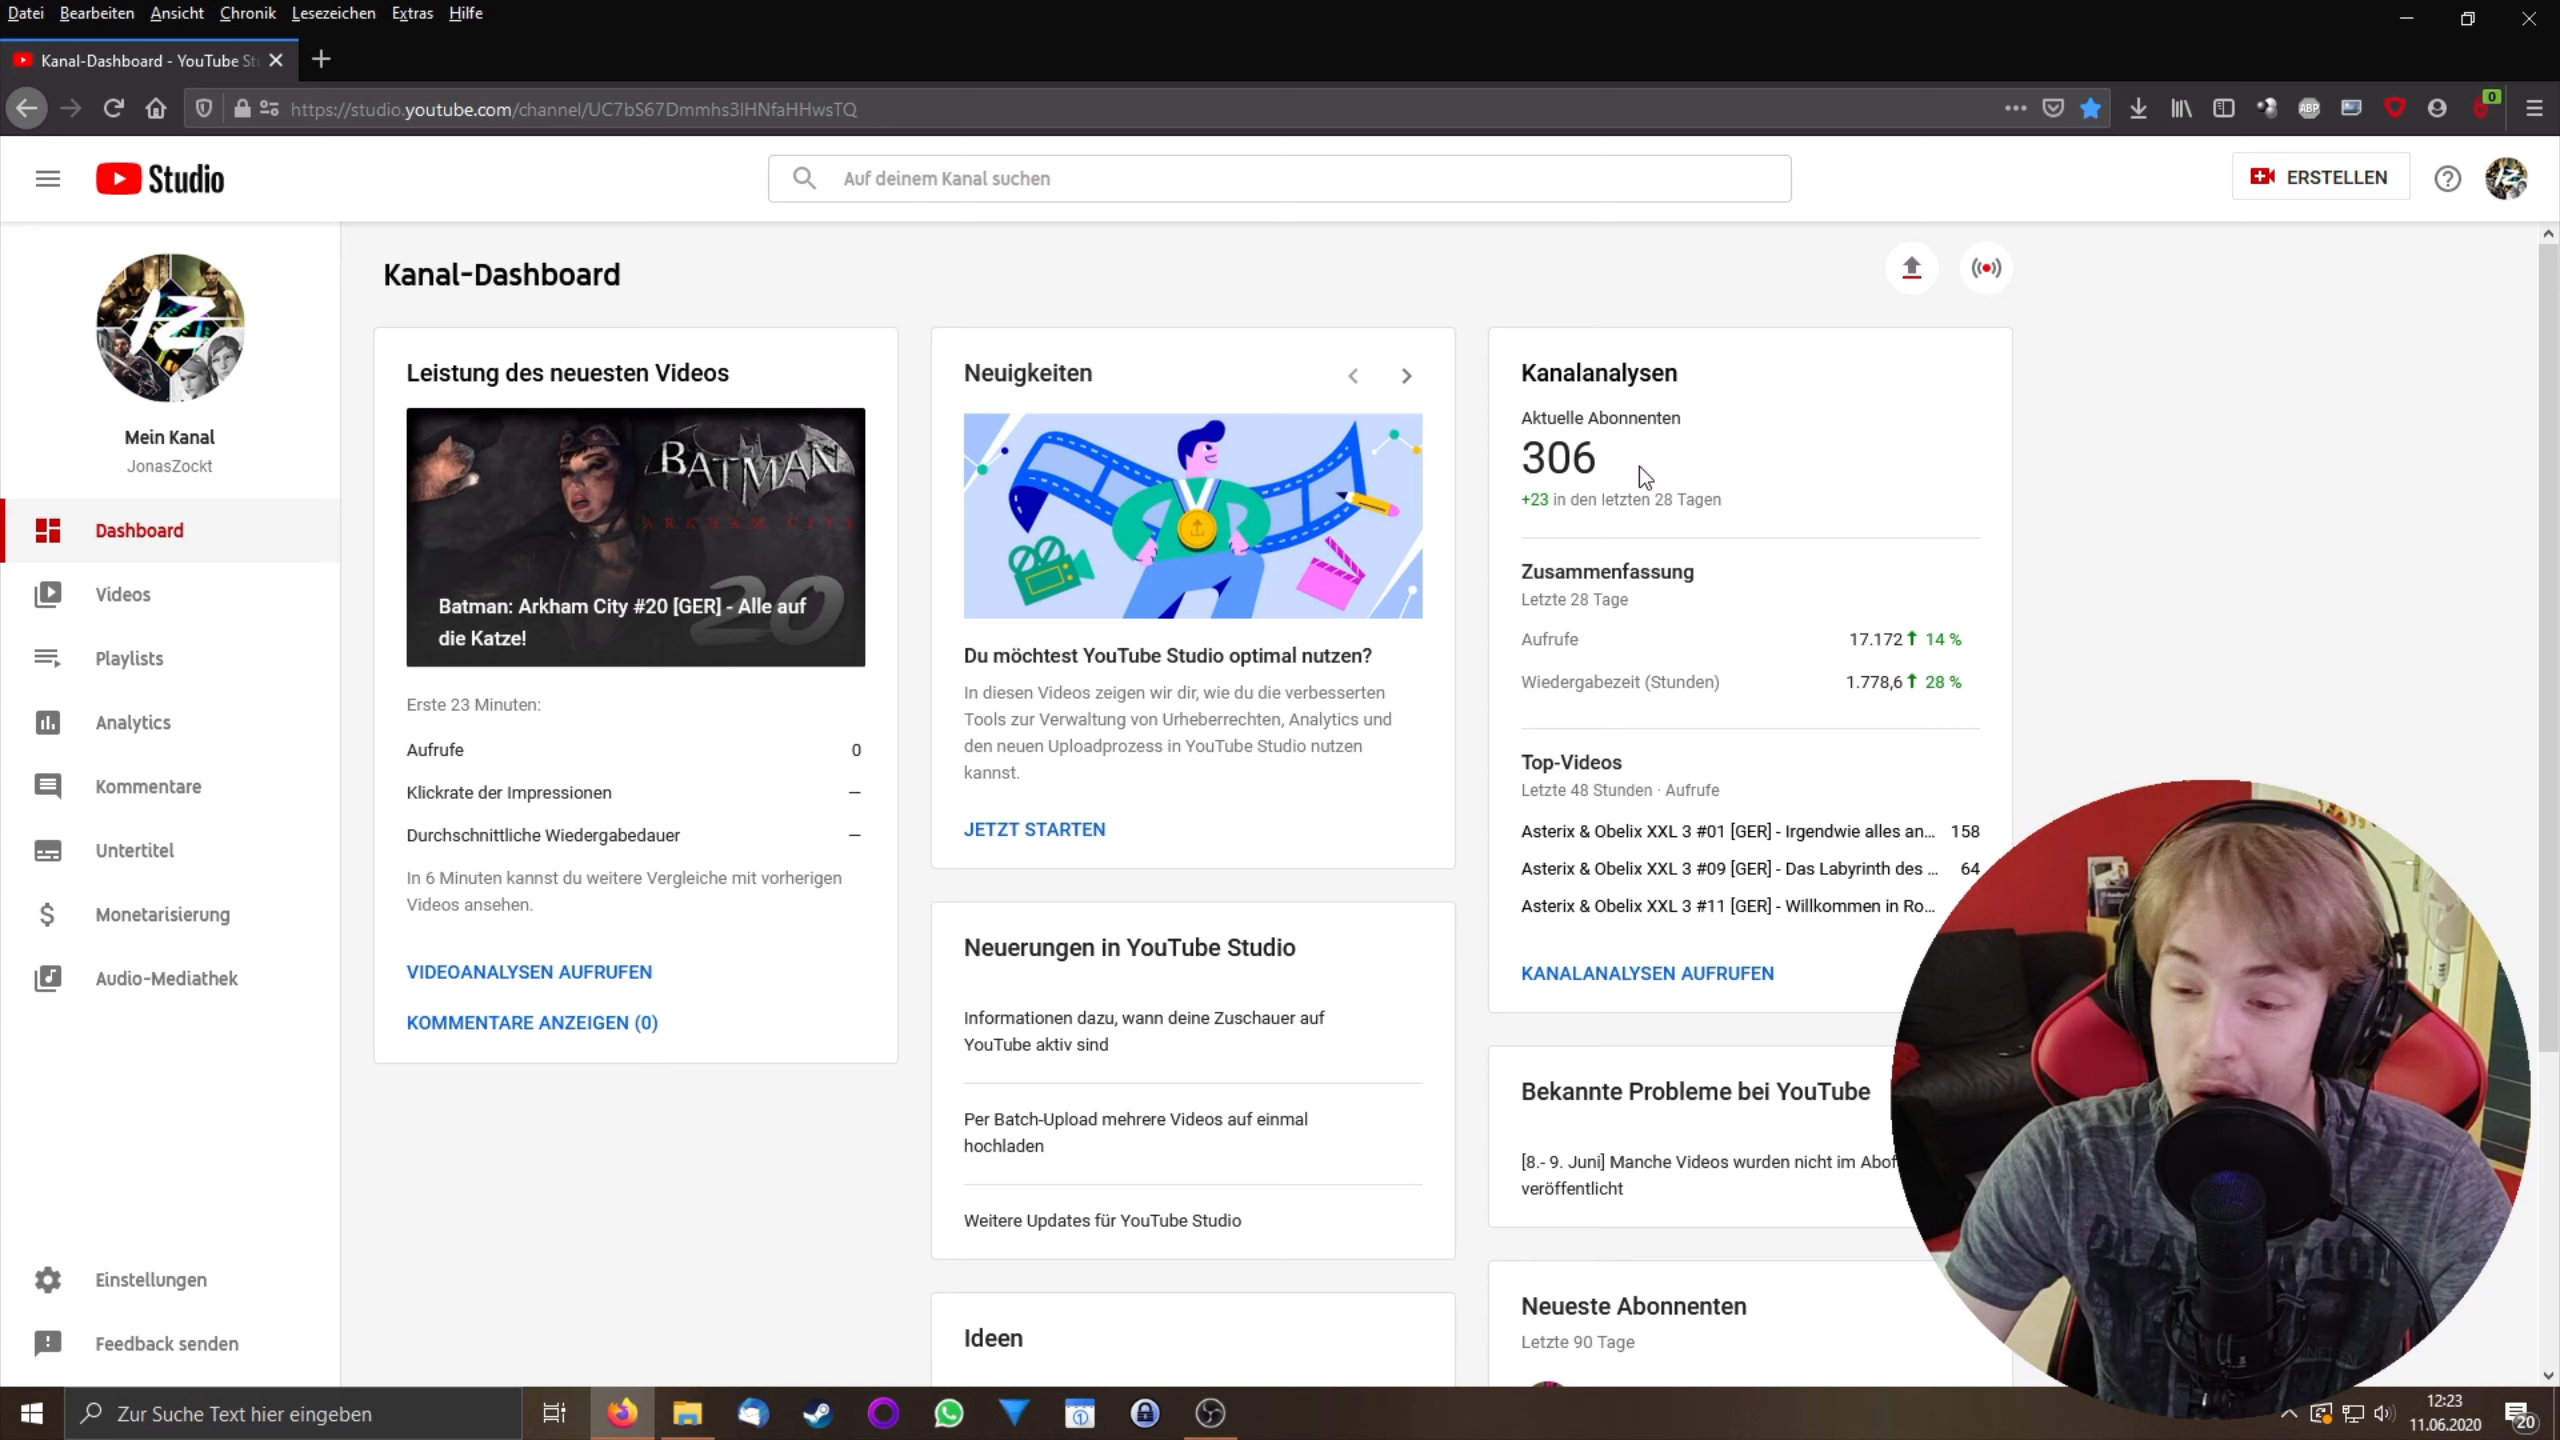 Datei Bearbeiten Ansicht Chronik Lesezeichen Extras Hilfe
Kanal-Dashboard - YouTube St
https://studio.youtube.com/channel/UC7bS67Dmmhs3lHNfaHHwsTQ
ABP
0
Studio
Auf deinem Kanal suchen
ERSTELLEN
Mein Kanal
JonasZockt
Dashboard
Videos
Playlists
Analytics
Kommentare
Untertitel
Monetarisierung
Audio-Mediathek
Einstellungen
Feedback senden
Kanal-Dashboard
Leistung des neuesten Videos
BATMAN
ARKHAM CITY
20
Batman: Arkham City #20 [GER] - Alle auf
die Katze!
Erste 23 Minuten:
Aufrufe 0
Klickrate der Impressionen –
Durchschnittliche Wiedergabedauer –
In 6 Minuten kannst du weitere Vergleiche mit vorherigen
Videos ansehen.
VIDEOANALYSEN AUFRUFEN
KOMMENTARE ANZEIGEN (0)
Neuigkeiten
Du möchtest YouTube Studio optimal nutzen?
In diesen Videos zeigen wir dir, wie du die verbesserten
Tools zur Verwaltung von Urheberrechten, Analytics und
den neuen Uploadprozess in YouTube Studio nutzen
kannst.
JETZT STARTEN
Neuerungen in YouTube Studio
Informationen dazu, wann deine Zuschauer auf
YouTube aktiv sind
Per Batch-Upload mehrere Videos auf einmal
hochladen
Weitere Updates für YouTube Studio
Ideen
Kanalanalysen
Aktuelle Abonnenten
306
+23 in den letzten 28 Tagen
Zusammenfassung
Letzte 28 Tage
Aufrufe 17.172 14 %
Wiedergabezeit (Stunden) 1.778,6 28 %
Top-Videos
Letzte 48 Stunden · Aufrufe
Asterix & Obelix XXL 3 #01 [GER] - Irgendwie alles an... 158
Asterix & Obelix XXL 3 #09 [GER] - Das Labyrinth des ... 64
Asterix & Obelix XXL 3 #11 [GER] - Willkommen in Ro...
KANALANALYSEN AUFRUFEN
Bekannte Probleme bei YouTube
[8.- 9. Juni] Manche Videos wurden nicht im Abof
veröffentlicht
Neueste Abonnenten
Letzte 90 Tage
Zur Suche Text hier eingeben
12:23
11.06.2020
20